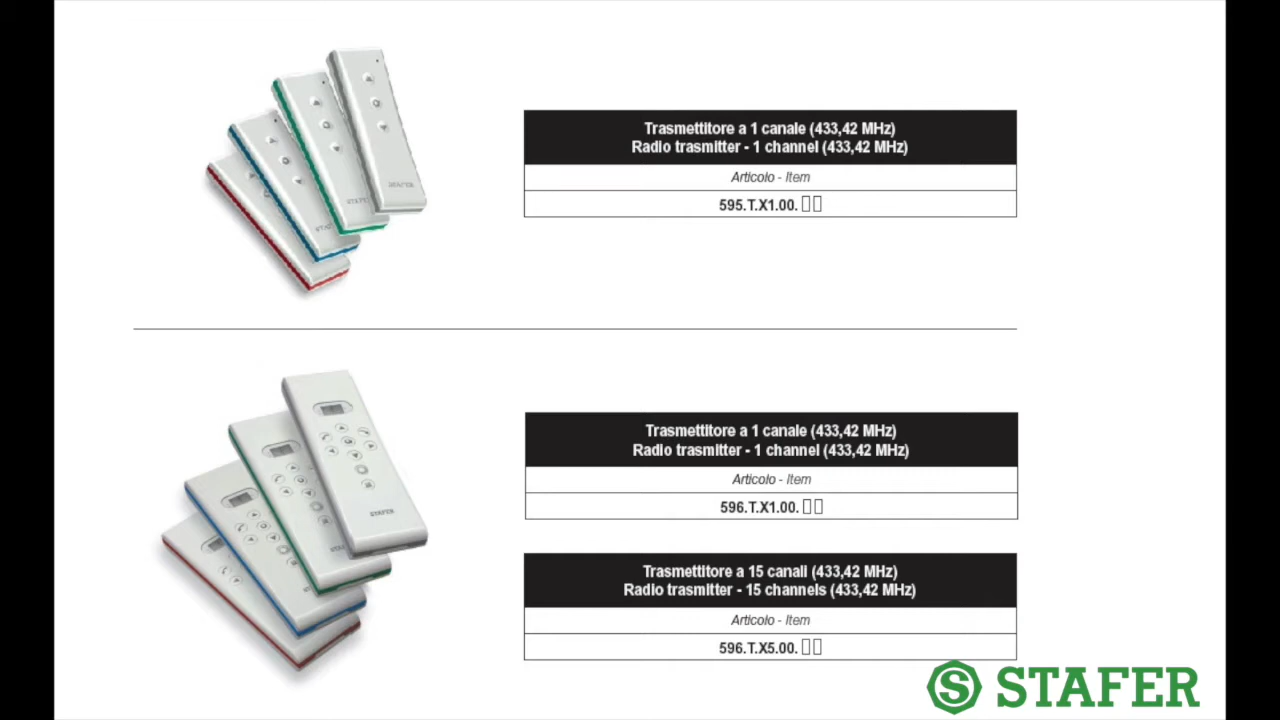 Trasmettitore a 1 canale (433,42 MHz)
Radio trasmitter - 1 channel (433,42 MHz)
Articolo - Item
595.T.X1.00. ▯▯
STAFER
Trasmettitore a 1 canale (433,42 MHz)
Radio trasmitter - 1 channel (433,42 MHz)
Articolo - Item
596.T.X1.00. ▯▯
STAFER
Trasmettitore a 15 canali (433,42 MHz)
Radio trasmitter - 15 channels (433,42 MHz)
Articolo - Item
596.T.X5.00. ▯▯
S STAFER